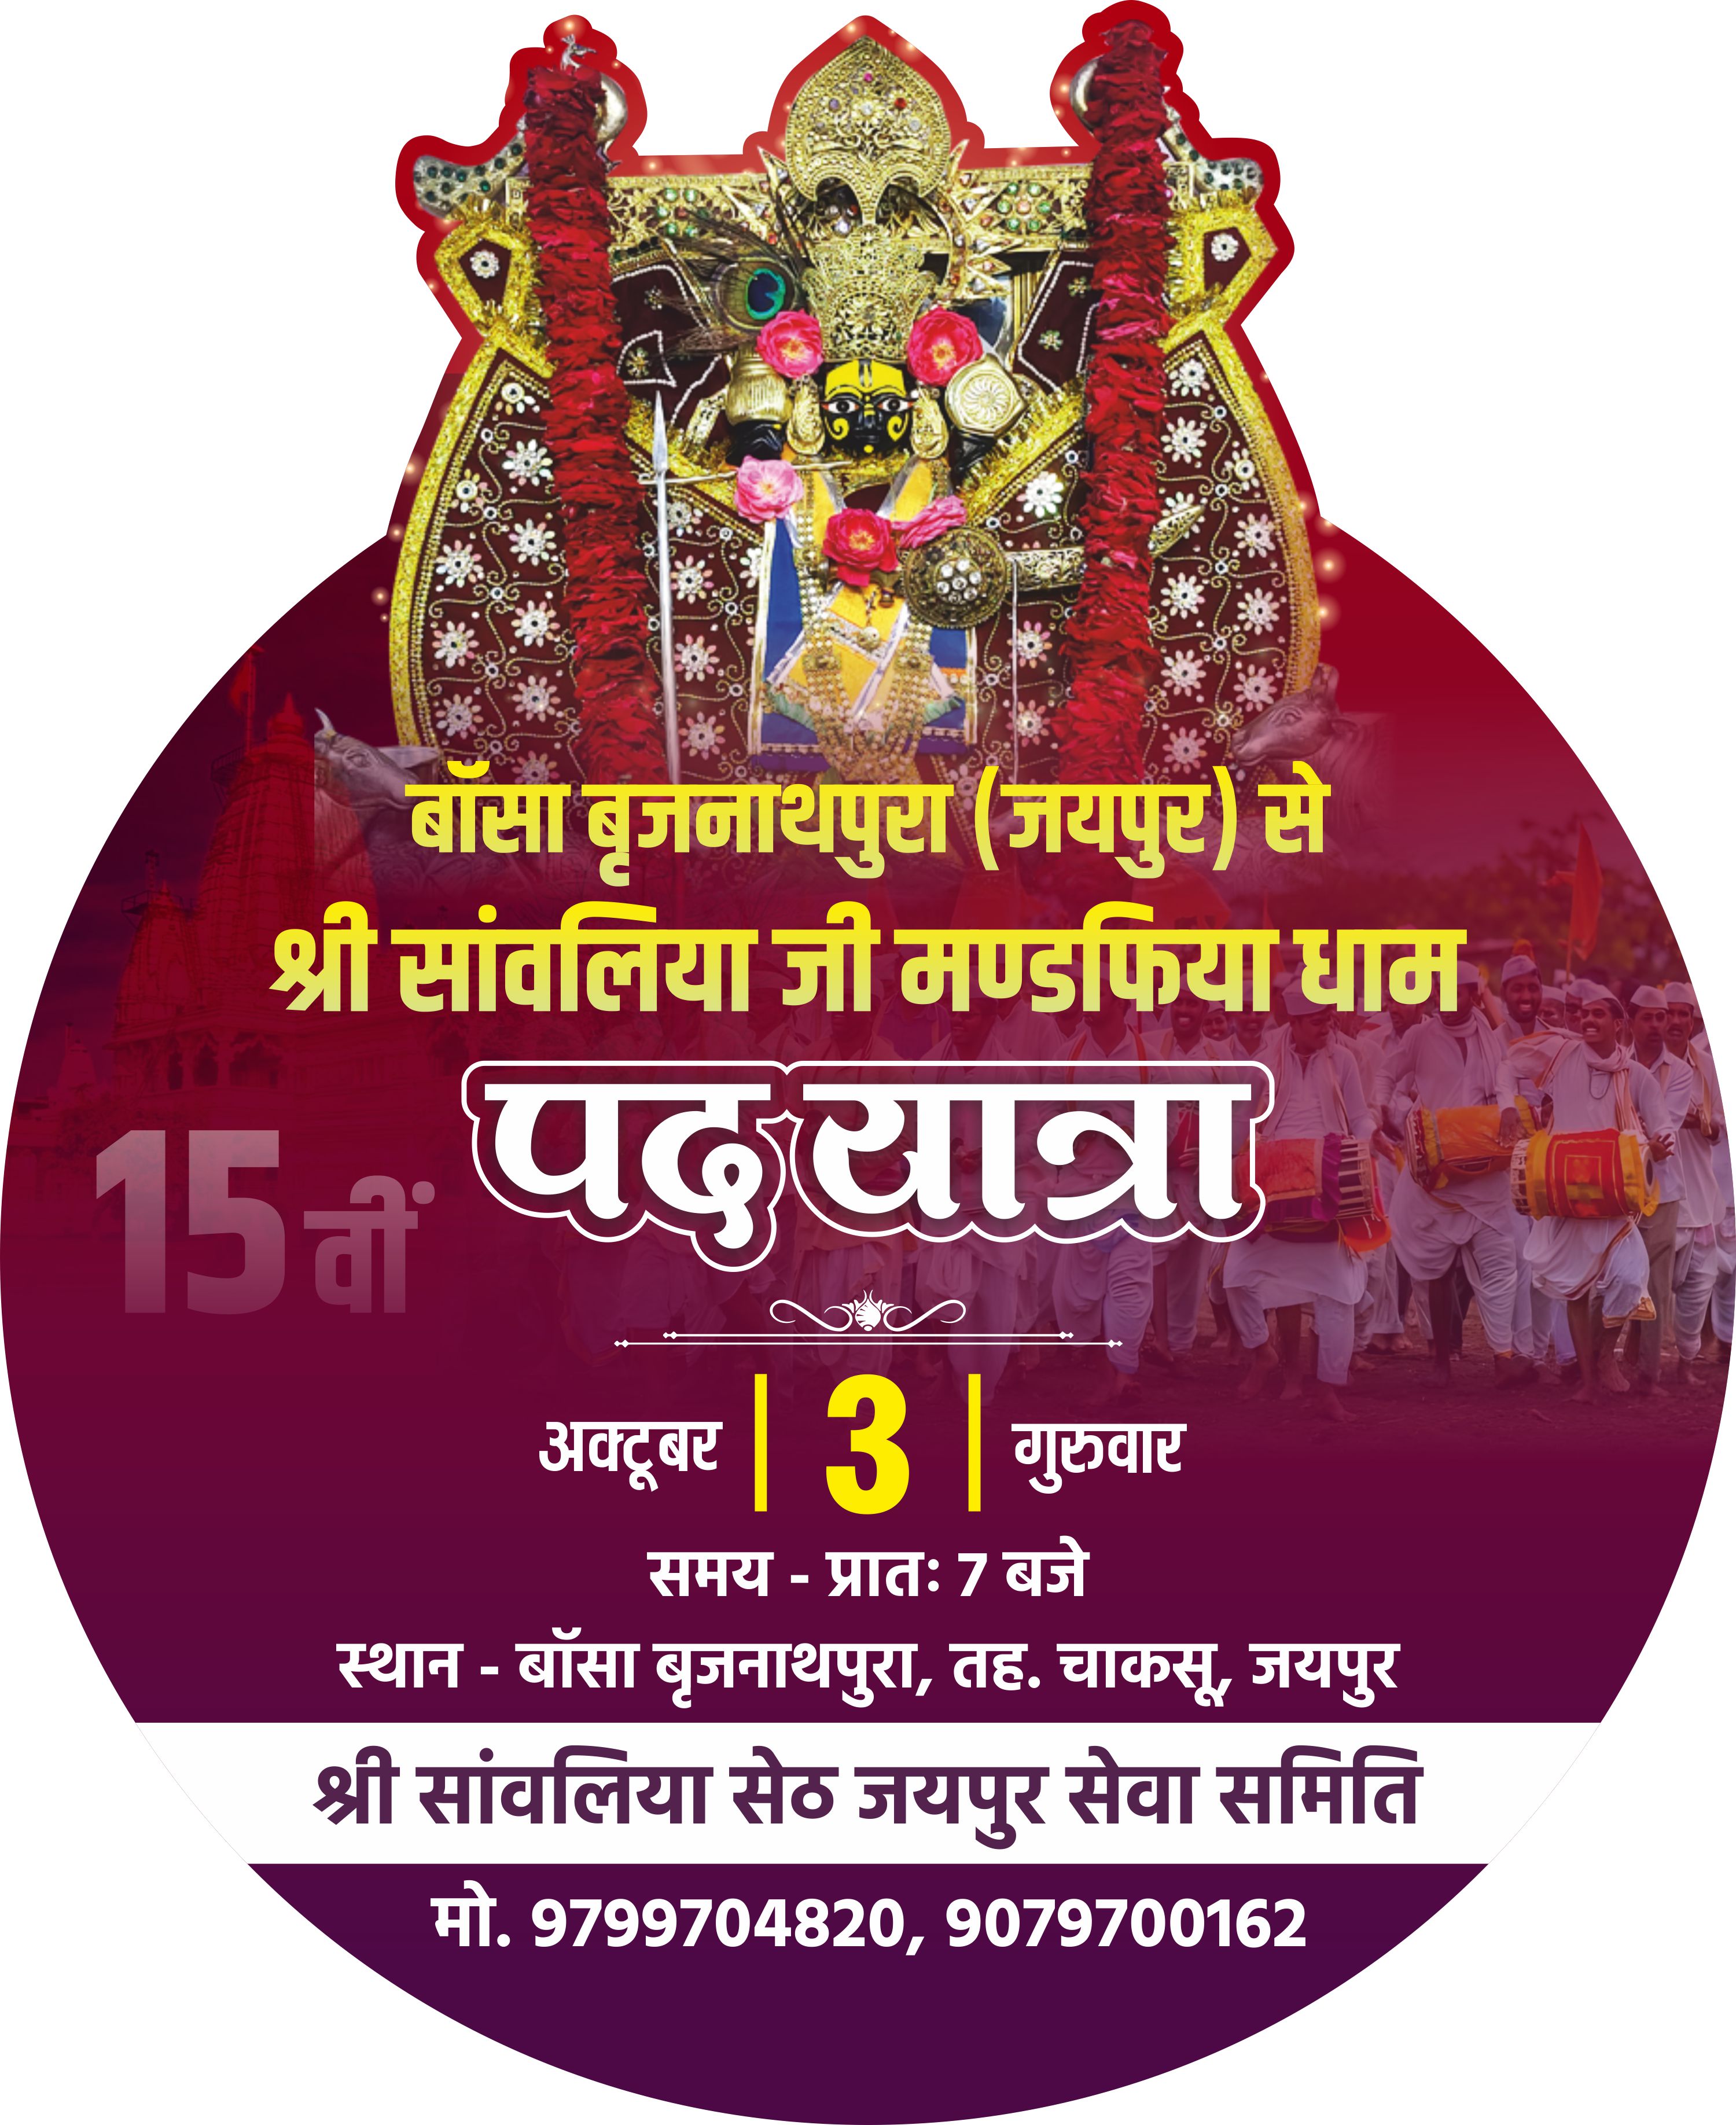 बॉसा बृजनाथपुरा (जयपुर) से
श्री सांवलिया जी मण्डफिया धाम
15 वीं
पद यात्रा
अक्टूबर | 3 | गुरुवार
समय - प्रातः 7 बजे
स्थान - बॉसा बृजनाथपुरा, तह. चाकसू, जयपुर
श्री सांवलिया सेठ जयपुर सेवा समिति
मो. 9799704820, 9079700162